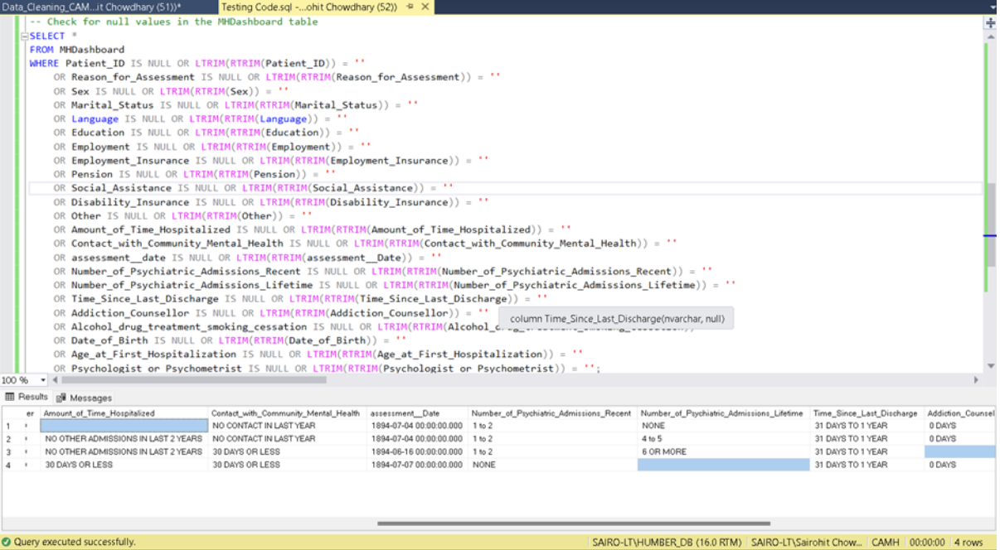 Data_Cleaning_CAM...it Chowdhary (51))*
Testing Code.sql -...ohit Chowdhary (52))
-- Check for null values in the MHDashboard table
SELECT *
FROM MHDashboard
WHERE Patient_ID IS NULL OR LTRIM(RTRIM(Patient_ID)) = ''
OR Reason_for_Assessment IS NULL OR LTRIM(RTRIM(Reason_for_Assessment)) = ''
OR Sex IS NULL OR LTRIM(RTRIM(Sex)) = ''
OR Marital_Status IS NULL OR LTRIM(RTRIM(Marital_Status)) = ''
OR Language IS NULL OR LTRIM(RTRIM(Language)) = ''
OR Education IS NULL OR LTRIM(RTRIM(Education)) = ''
OR Employment IS NULL OR LTRIM(RTRIM(Employment)) = ''
OR Employment_Insurance IS NULL OR LTRIM(RTRIM(Employment_Insurance)) = ''
OR Pension IS NULL OR LTRIM(RTRIM(Pension)) = ''
OR Social_Assistance IS NULL OR LTRIM(RTRIM(Social_Assistance)) = ''
OR Disability_Insurance IS NULL OR LTRIM(RTRIM(Disability_Insurance)) = ''
OR Other IS NULL OR LTRIM(RTRIM(Other)) = ''
OR Amount_of_Time_Hospitalized IS NULL OR LTRIM(RTRIM(Amount_of_Time_Hospitalized)) = ''
OR Contact_with_Community_Mental_Health IS NULL OR LTRIM(RTRIM(Contact_with_Community_Mental_Health)) = ''
OR assessment__date IS NULL OR LTRIM(RTRIM(assessment__Date)) = ''
OR Number_of_Psychiatric_Admissions_Recent IS NULL OR LTRIM(RTRIM(Number_of_Psychiatric_Admissions_Recent)) = ''
OR Number_of_Psychiatric_Admissions_Lifetime IS NULL OR LTRIM(RTRIM(Number_of_Psychiatric_Admissions_Lifetime)) = ''
OR Time_Since_Last_Discharge IS NULL OR LTRIM(RTRIM(Time_Since_Last_Discharge)) = ''
OR Addiction_Counsellor IS NULL OR LTRIM(RTRIM(Addiction_Counsellor)) = ''
column Time_Since_Last_Discharge(nvarchar, null)
OR Alcohol_drug_treatment_smoking_cessation IS NULL OR LTRIM(RTRIM(
OR Date_of_Birth IS NULL OR LTRIM(RTRIM(Date_of_Birth)) = ''
OR Age_at_First_Hospitalization IS NULL OR LTRIM(RTRIM(Age_at_First_Hospitalization)) = ''
OR Psychologist or Psychometrist IS NULL OR LTRIM(RTRIM(Psychologist or Psychometrist)) = '';
100 %
Results Messages
er Amount_of_Time_Hospitalized Contact_with_Community_Mental_Health assessment__Date Number_of_Psychiatric_Admissions_Recent Number_of_Psychiatric_Admissions_Lifetime Time_Since_Last_Discharge Addiction_Counsel
1 NO CONTACT IN LAST YEAR 1894-07-04 00:00:00.000 1 to 2 NONE 31 DAYS TO 1 YEAR 0 DAYS
2 NO OTHER ADMISSIONS IN LAST 2 YEARS NO CONTACT IN LAST YEAR 1894-07-04 00:00:00.000 1 to 2 4 to 5 31 DAYS TO 1 YEAR 0 DAYS
3 NO OTHER ADMISSIONS IN LAST 2 YEARS 30 DAYS OR LESS 1894-06-16 00:00:00.000 1 to 2 6 OR MORE 31 DAYS TO 1 YEAR
4 30 DAYS OR LESS 30 DAYS OR LESS 1894-07-07 00:00:00.000 NONE 31 DAYS TO 1 YEAR 0 DAYS
Query executed successfully. SAIRO-LT\HUMBER_DB (16.0 RTM) SAIRO-LT\Sairohit Chow... CAMH 00:00:00 4 rows